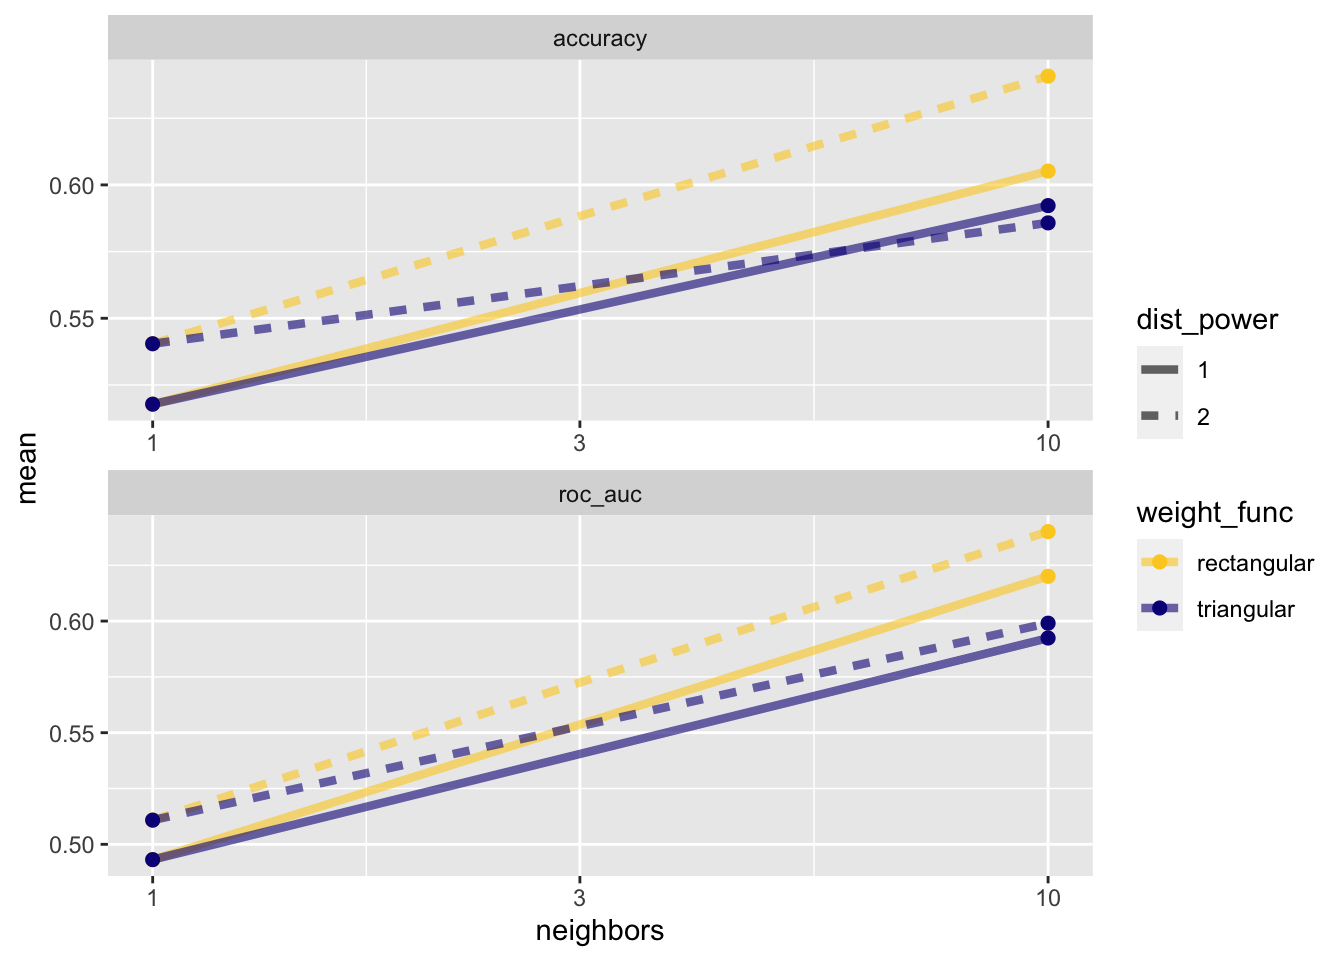 accuracy
0.60
0.55
1 3 10
mean
roc_auc
0.60
0.55
0.50
1 3 10
neighbors
dist_power
1
2
weight_func
rectangular
triangular